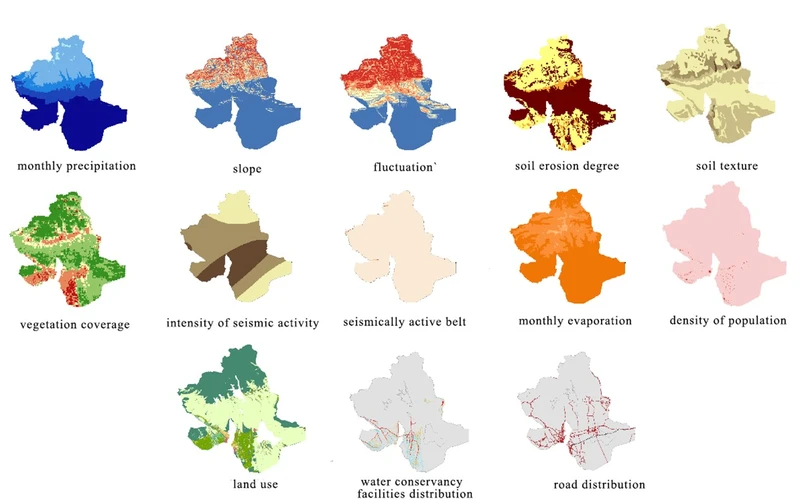 monthly precipitation
slope
fluctuation`
soil erosion degree
soil texture
vegetation coverage
intensity of seismic activity
seismically active belt
monthly evaporation
density of population
land use
water conservancy
facilities distribution
road distribution